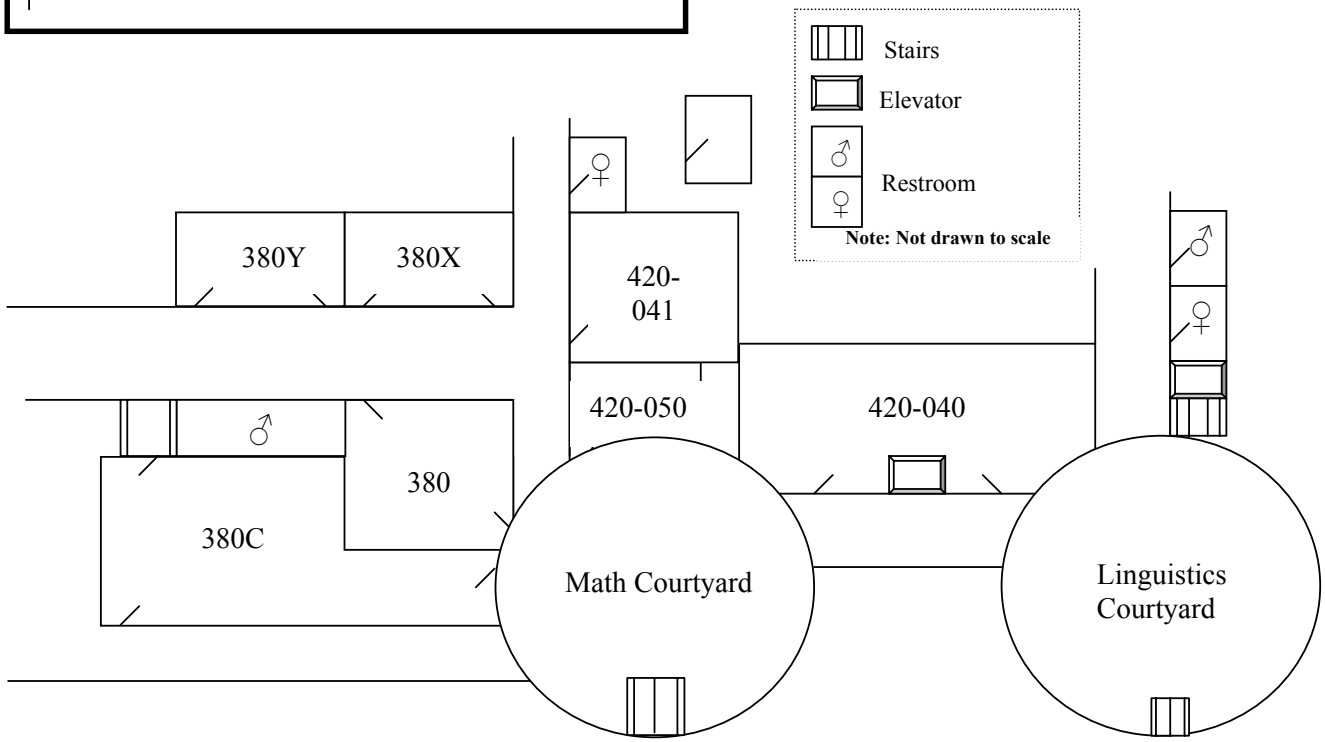 Stairs
Elevator
♂
Restroom
♀
Note: Not drawn to scale
♀
♂
380Y
380X
420-
041
♀
420-050
420-040
♂
380
380C
Math Courtyard
Linguistics
Courtyard